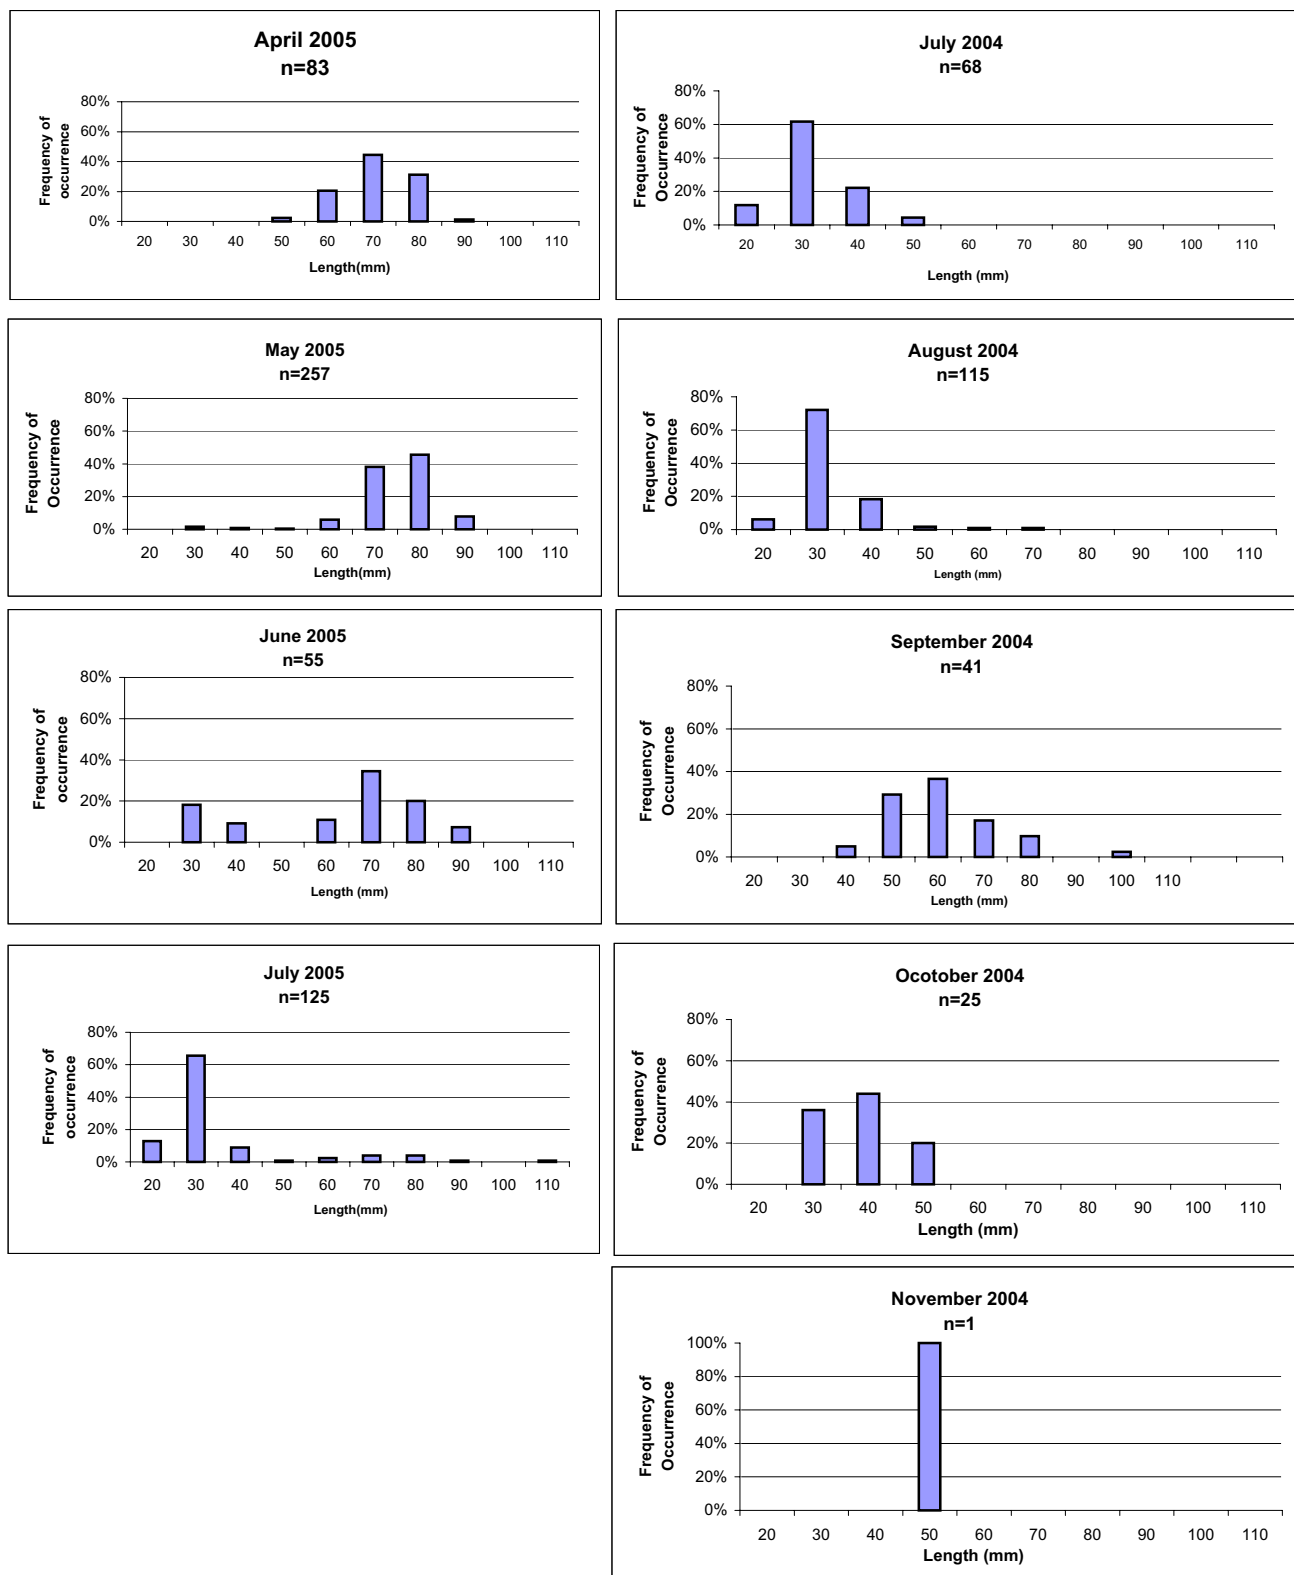 April 2005
n=83
Frequency of
occurrence
80%
60%
40%
20%
0%
20 30 40 50 60 70 80 90 100 110
Length(mm)
July 2004
n=68
Frequency of
Occurrence
80%
60%
40%
20%
0%
20 30 40 50 60 70 80 90 100 110
Length (mm)
May 2005
n=257
Frequency of
Occurrence
80%
60%
40%
20%
0%
20 30 40 50 60 70 80 90 100 110
Length(mm)
August 2004
n=115
Frequency of
Occurrence
80%
60%
40%
20%
0%
20 30 40 50 60 70 80 90 100 110
Length (mm)
June 2005
n=55
Frequency of
occurrence
80%
60%
40%
20%
0%
20 30 40 50 60 70 80 90 100 110
Length (mm)
September 2004
n=41
Frequency of
Occurrence
80%
60%
40%
20%
0%
20 30 40 50 60 70 80 90 100 110
Length (mm)
July 2005
n=125
Frequency of
occurrence
80%
60%
40%
20%
0%
20 30 40 50 60 70 80 90 100 110
Length(mm)
Ocotober 2004
n=25
Frequency of
Occurrence
80%
60%
40%
20%
0%
20 30 40 50 60 70 80 90 100 110
Length (mm)
November 2004
n=1
Frequency of
Occurrence
100%
80%
60%
40%
20%
0%
20 30 40 50 60 70 80 90 100 110
Length (mm)